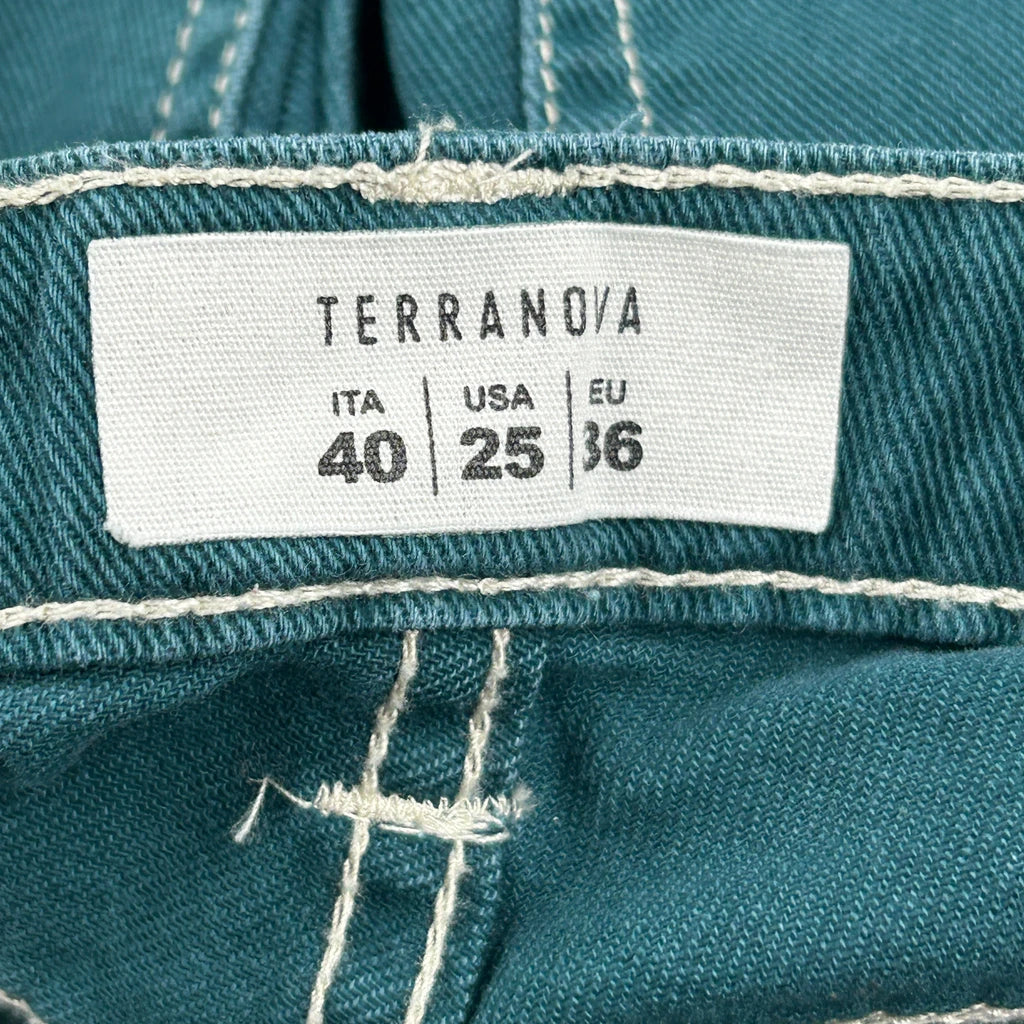 TERRANOVA
ITA | USA | EU
40 | 25 | 36